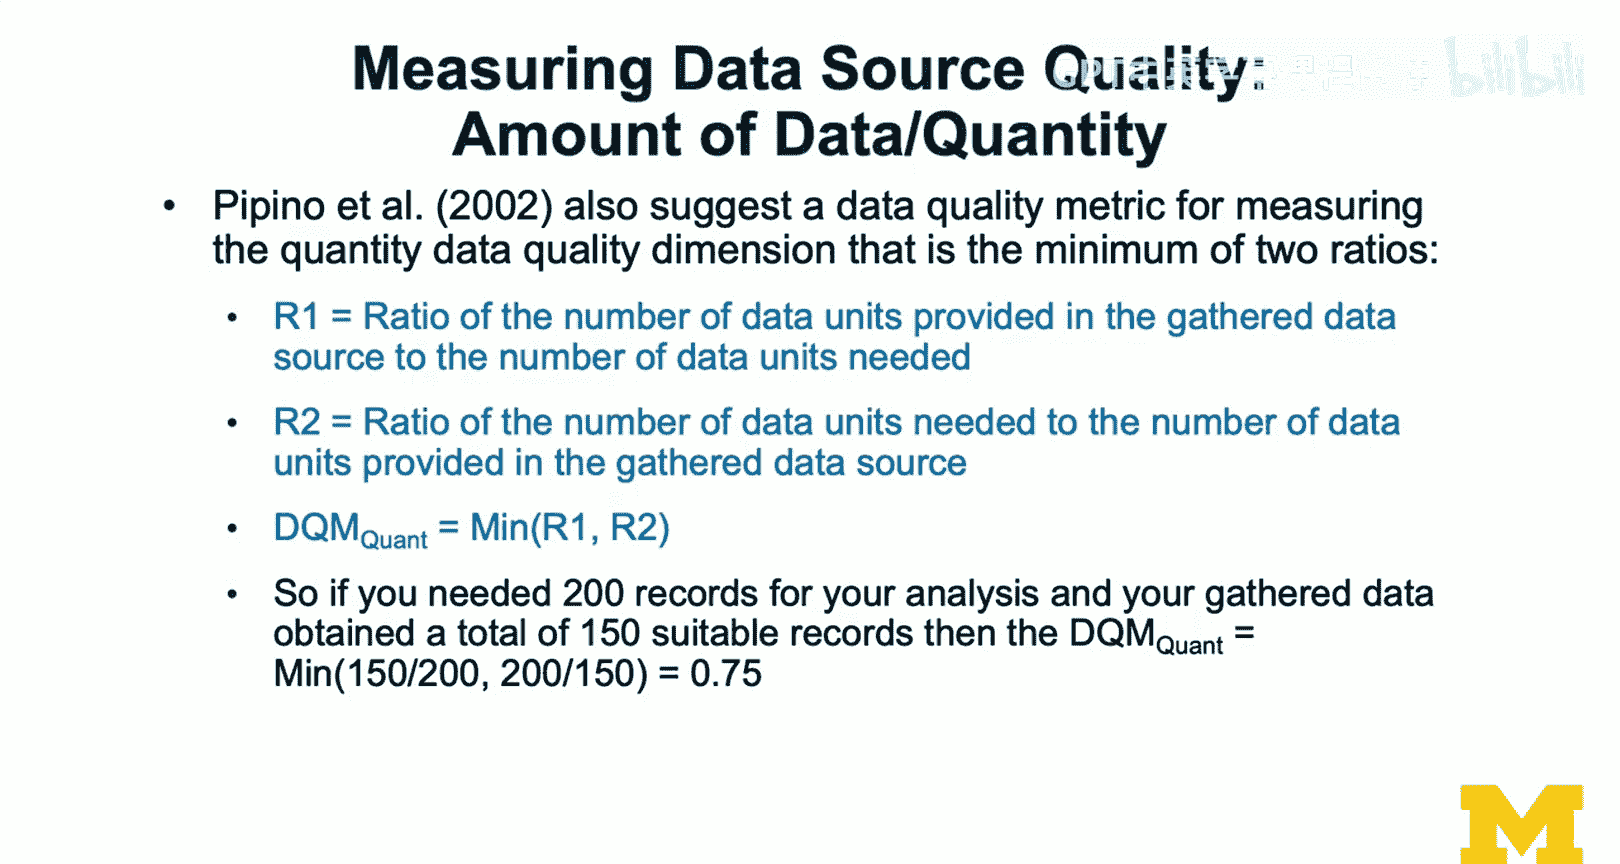 Measuring Data Source Quality:
Amount of Data/Quantity
• Pipino et al. (2002) also suggest a data quality metric for measuring
the quantity data quality dimension that is the minimum of two ratios:
• R1 = Ratio of the number of data units provided in the gathered data
source to the number of data units needed
• R2 = Ratio of the number of data units needed to the number of data
units provided in the gathered data source
• DQMQuant = Min(R1, R2)
• So if you needed 200 records for your analysis and your gathered data
obtained a total of 150 suitable records then the DQMQuant =
Min(150/200, 200/150) = 0.75
bilibili
M